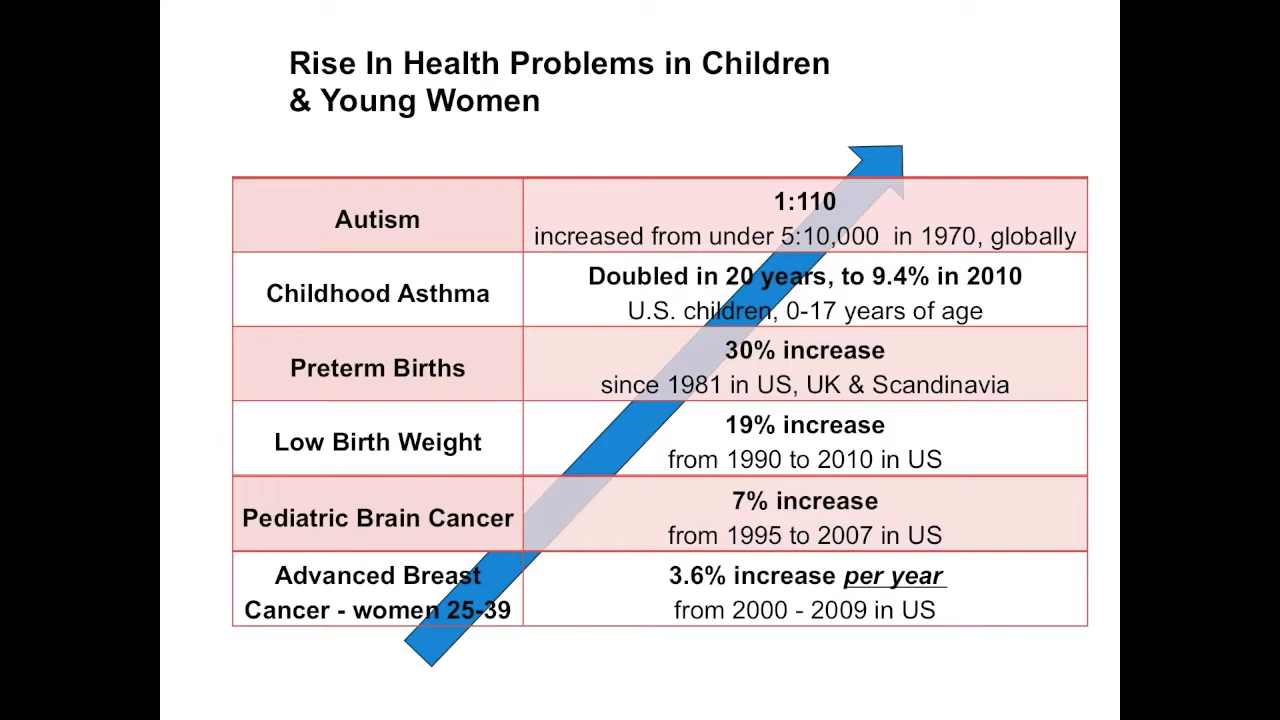 Rise In Health Problems in Children
& Young Women
Autism
1:110
increased from under 5:10,000 in 1970, globally
Childhood Asthma
Doubled in 20 years, to 9.4% in 2010
U.S. children, 0-17 years of age
Preterm Births
30% increase
since 1981 in US, UK & Scandinavia
Low Birth Weight
19% increase
from 1990 to 2010 in US
Pediatric Brain Cancer
7% increase
from 1995 to 2007 in US
Advanced Breast
Cancer - women 25-39
3.6% increase per year
from 2000 - 2009 in US